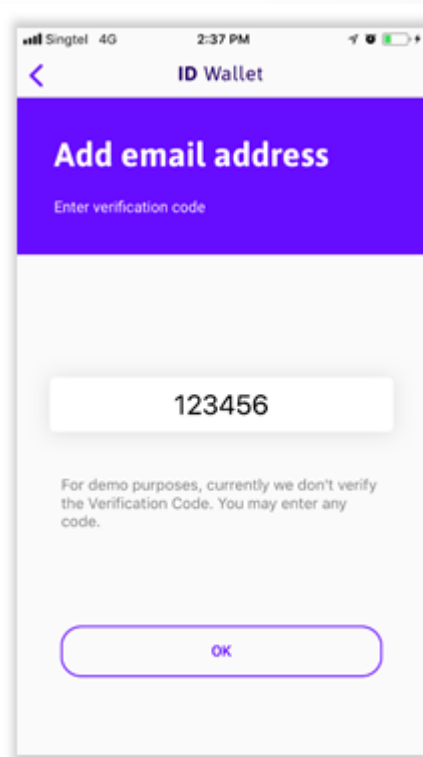 Singtel 4G 2:37 PM
ID Wallet
Add email address
Enter verification code
123456
For demo purposes, currently we don't verify
the Verification Code. You may enter any
code.
OK